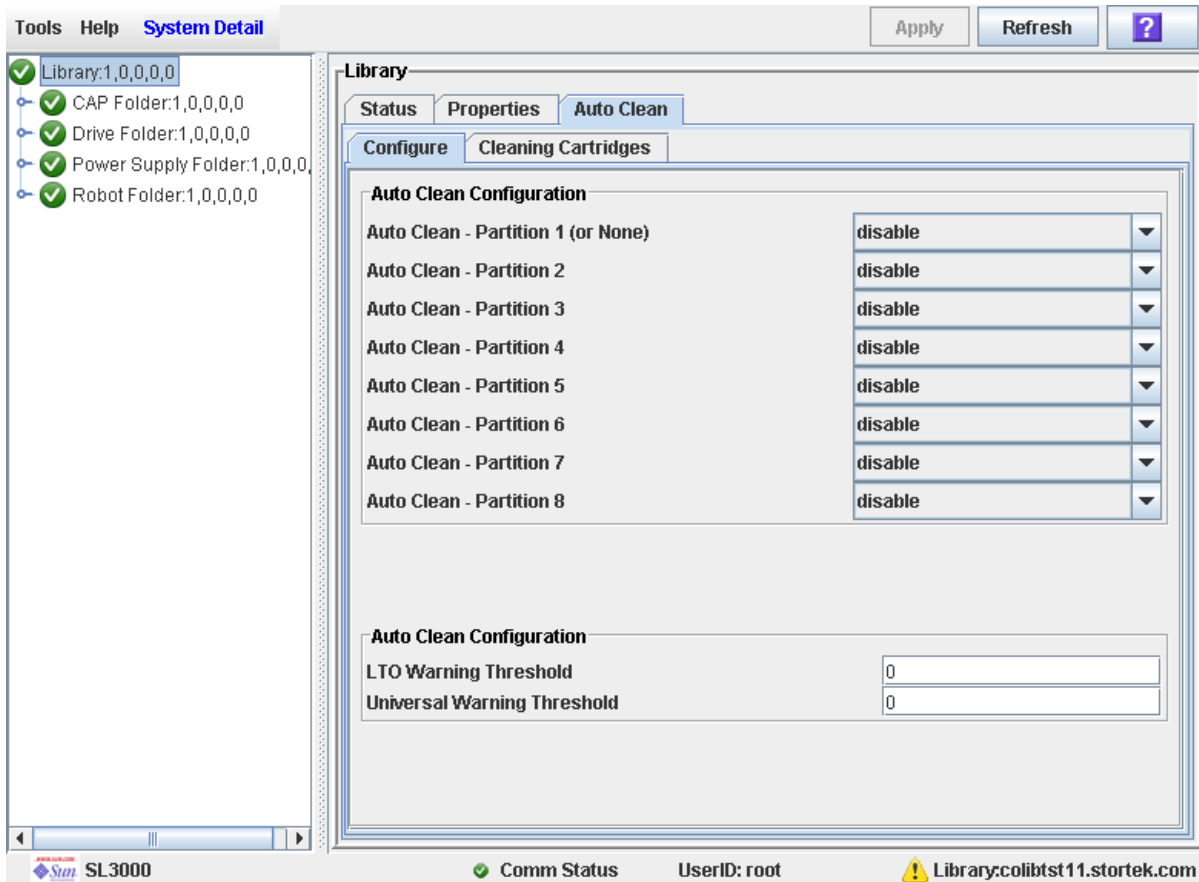 Tools Help System Detail Apply Refresh ?
Library:1,0,0,0,0
CAP Folder:1,0,0,0,0
Drive Folder:1,0,0,0,0
Power Supply Folder:1,0,0,0,
Robot Folder:1,0,0,0,0
Library
Status Properties Auto Clean
Configure Cleaning Cartridges
Auto Clean Configuration
Auto Clean - Partition 1 (or None) disable
Auto Clean - Partition 2 disable
Auto Clean - Partition 3 disable
Auto Clean - Partition 4 disable
Auto Clean - Partition 5 disable
Auto Clean - Partition 6 disable
Auto Clean - Partition 7 disable
Auto Clean - Partition 8 disable
Auto Clean Configuration
LTO Warning Threshold 0
Universal Warning Threshold 0
Sun SL3000 Comm Status UserID: root Library:colibtst11.stortek.com